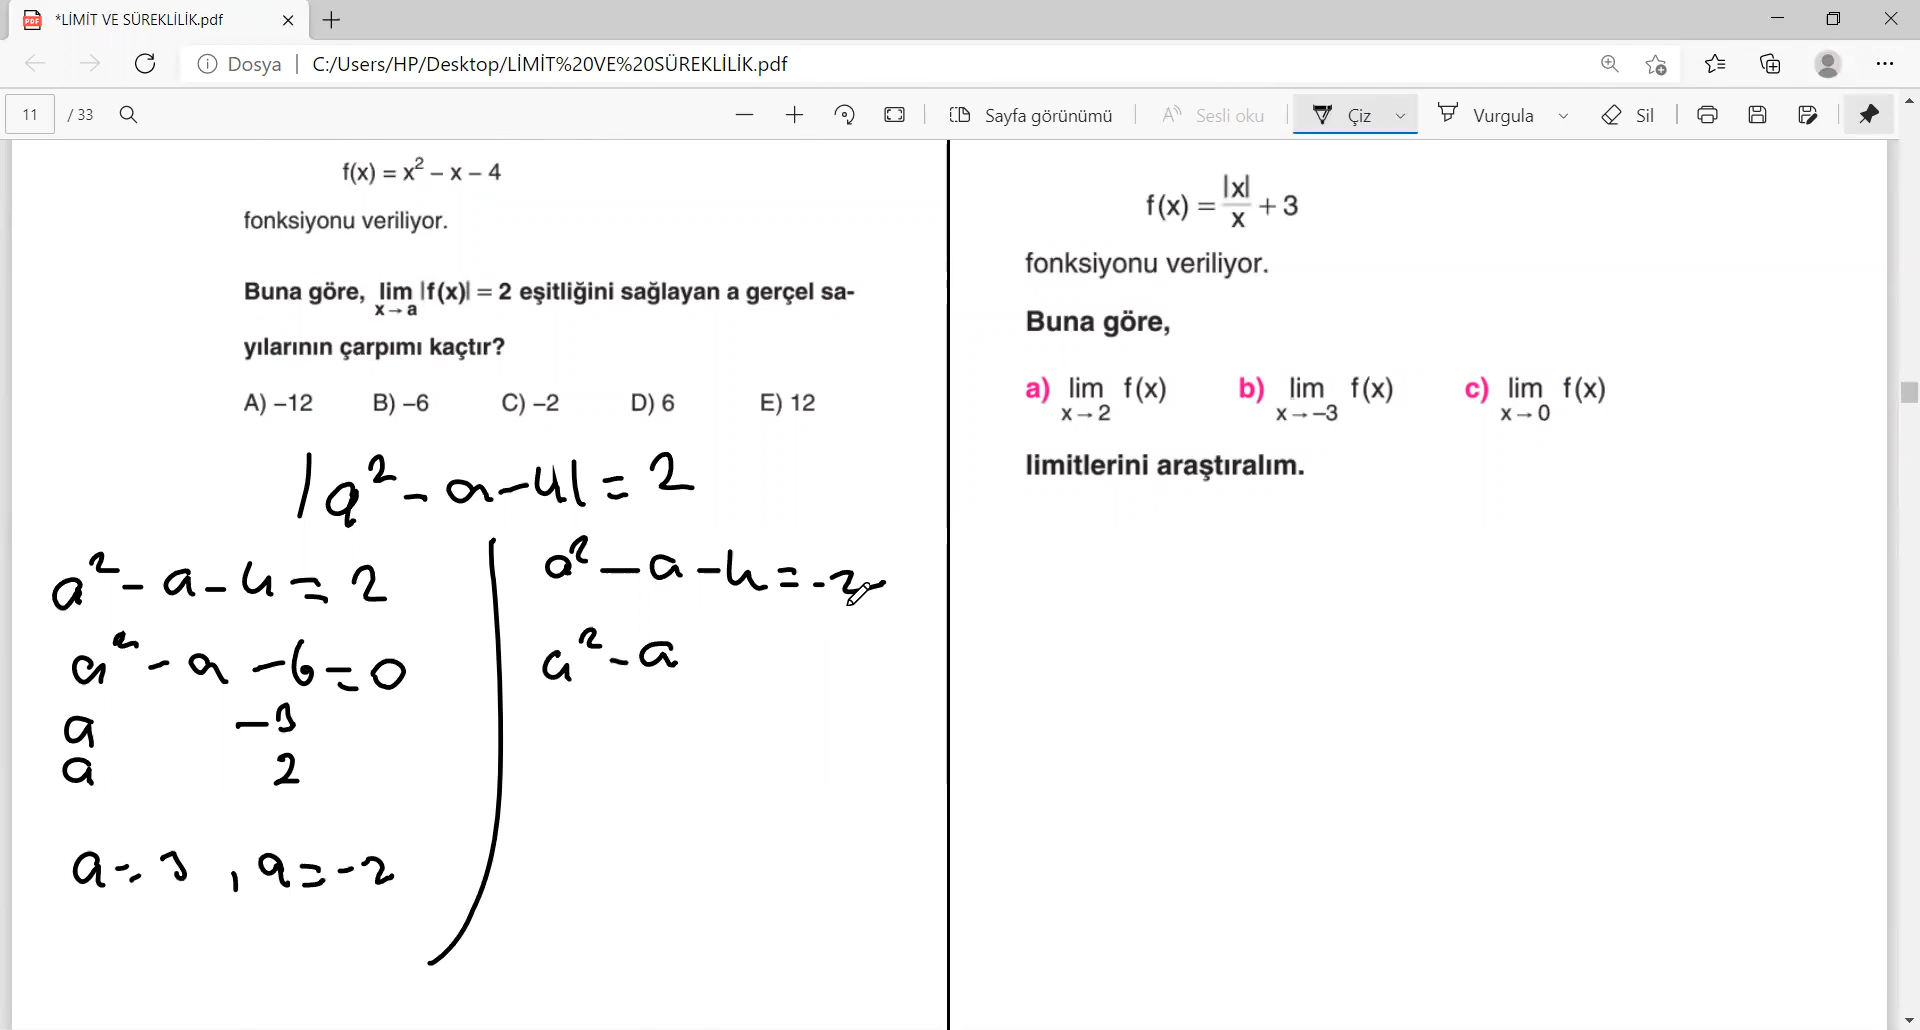 *LİMİT VE SÜREKLİLİK.pdf
Dosya | C:/Users/HP/Desktop/LİMİT%20VE%20SÜREKLİLİK.pdf
11 / 33
Sayfa görünümü
Sesli oku
Çiz
Vurgula
Sil
f(x) = x² – x – 4
fonksiyonu veriliyor.
Buna göre, lim |f(x)| = 2 eşitliğini sağlayan a gerçel sa-
x→a
yılarının çarpımı kaçtır?
A) –12 B) –6 C) –2 D) 6 E) 12
|a² - a - 4| = 2
a² - a - 4 = 2
a² - a - 6 = 0
a -3
a 2
a = 3 , a = -2
a² - a - 4 = -2
a² - a
f(x) = |x|/x + 3
fonksiyonu veriliyor.
Buna göre,
a) lim f(x) b) lim f(x) c) lim f(x)
x→2 x→–3 x→0
limitlerini araştıralım.